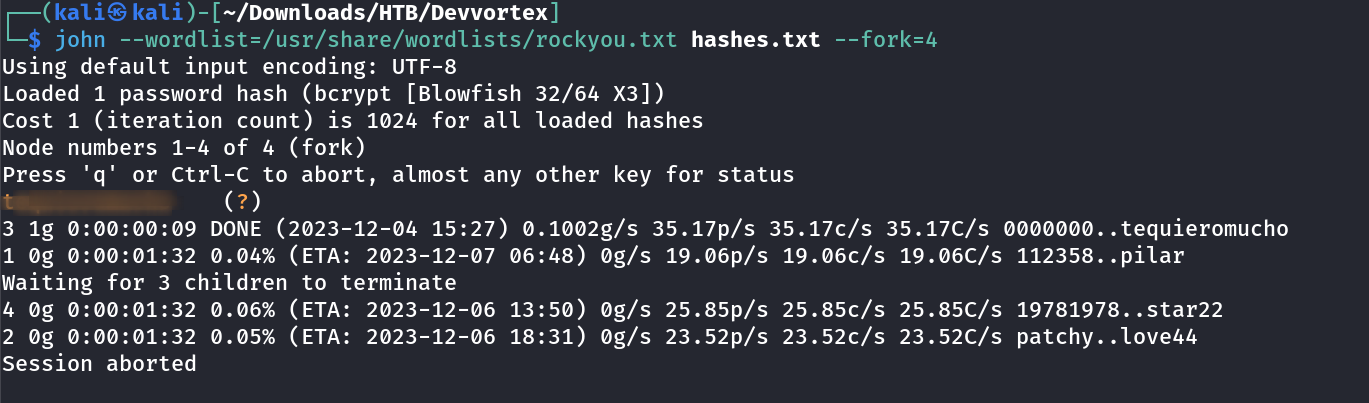 ┌──(kali㉿kali)-[~/Downloads/HTB/Devvortex]
└─$ john --wordlist=/usr/share/wordlists/rockyou.txt hashes.txt --fork=4
Using default input encoding: UTF-8
Loaded 1 password hash (bcrypt [Blowfish 32/64 X3])
Cost 1 (iteration count) is 1024 for all loaded hashes
Node numbers 1-4 of 4 (fork)
Press 'q' or Ctrl-C to abort, almost any other key for status
(?)
3 1g 0:00:00:09 DONE (2023-12-04 15:27) 0.1002g/s 35.17p/s 35.17c/s 35.17C/s 0000000..tequieromucho
1 0g 0:00:01:32 0.04% (ETA: 2023-12-07 06:48) 0g/s 19.06p/s 19.06c/s 19.06C/s 112358..pilar
Waiting for 3 children to terminate
4 0g 0:00:01:32 0.06% (ETA: 2023-12-06 13:50) 0g/s 25.85p/s 25.85c/s 25.85C/s 19781978..star22
2 0g 0:00:01:32 0.05% (ETA: 2023-12-06 18:31) 0g/s 23.52p/s 23.52c/s 23.52C/s patchy..love44
Session aborted